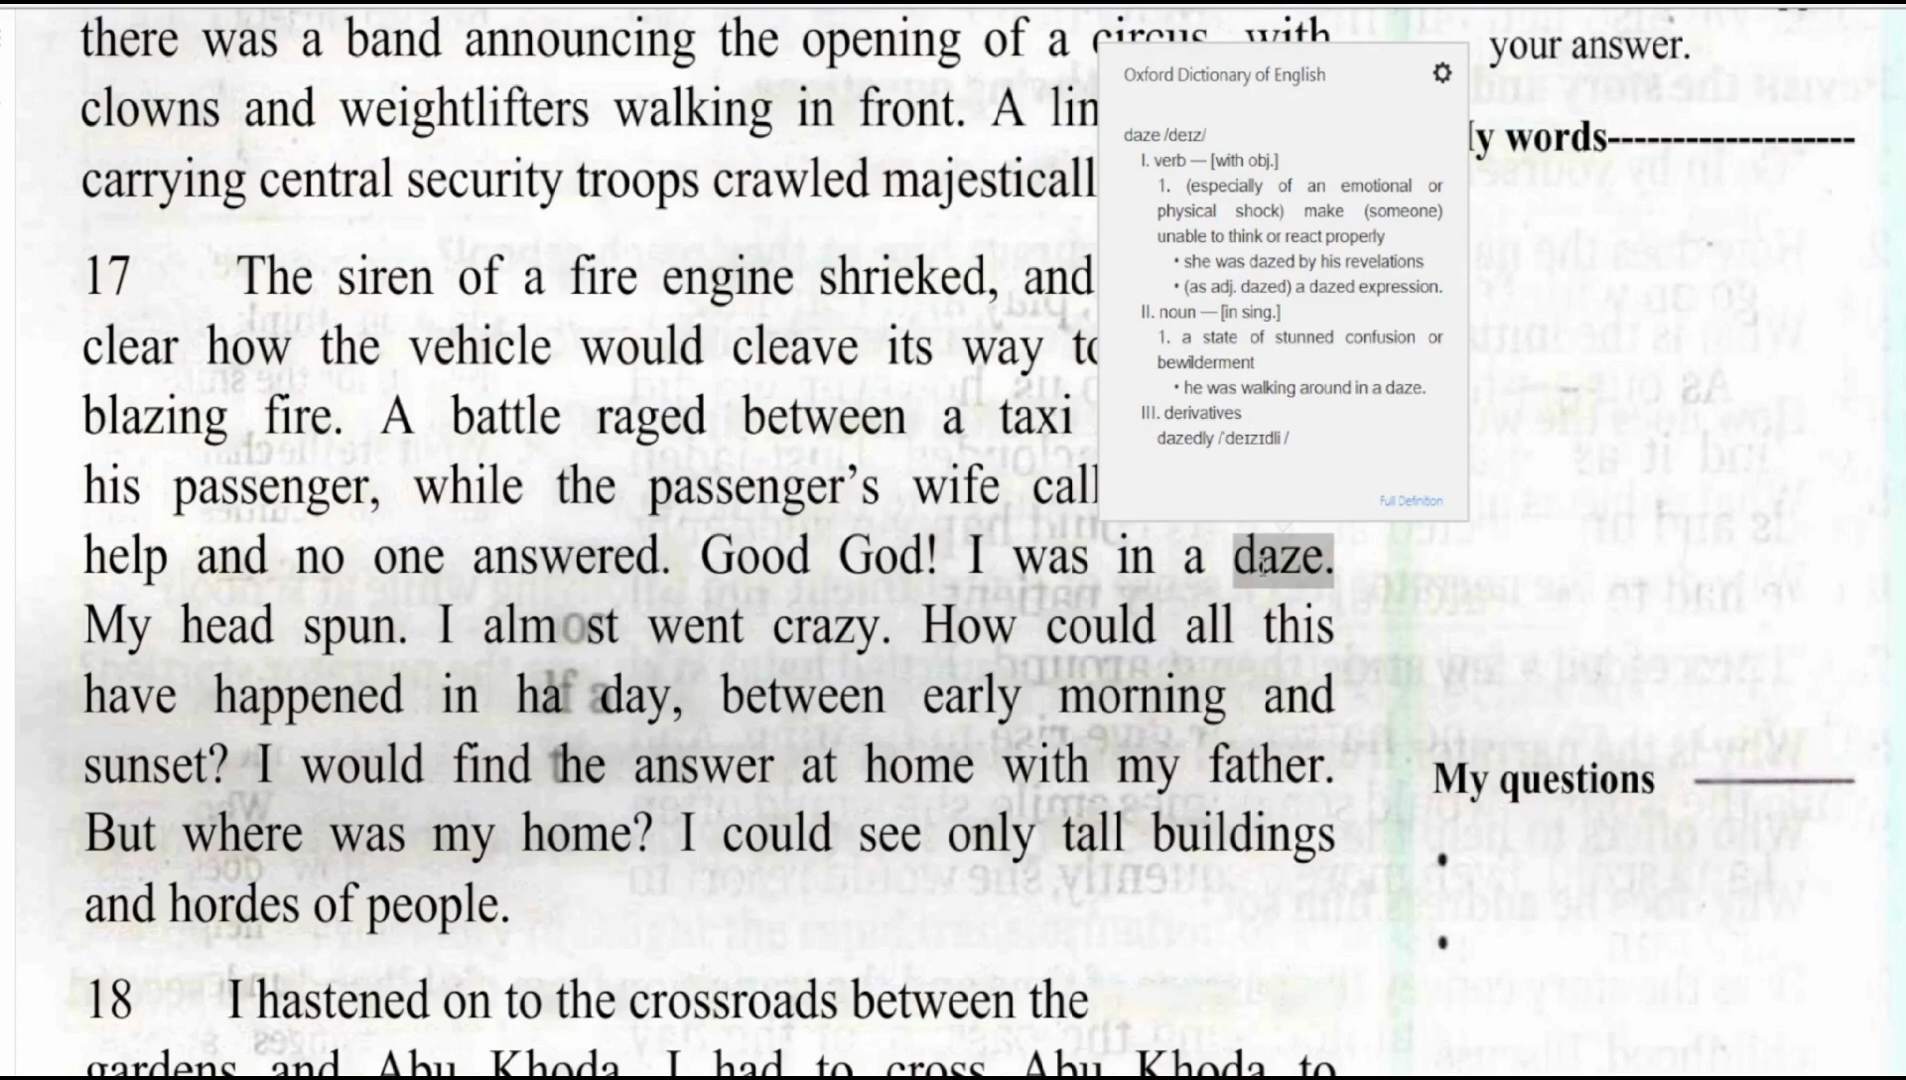 there was a band announcing the opening of a circus, with
clowns and weightlifters walking in front. A lin
carrying central security troops crawled majesticall
17 The siren of a fire engine shrieked, and
clear how the vehicle would cleave its way to
blazing fire. A battle raged between a taxi
his passenger, while the passenger's wife call
help and no one answered. Good God! I was in a daze.
My head spun. I almost went crazy. How could all this
have happened in half a day, between early morning and
sunset? I would find the answer at home with my father.
But where was my home? I could see only tall buildings
and hordes of people.
18 I hastened on to the crossroads between the
gardens and Abu Khoda. I had to cross Abu Khoda to
Oxford Dictionary of English
daze /deɪz/
I. verb — [with obj.]
1. (especially of an emotional or
physical shock) make (someone)
unable to think or react properly
• she was dazed by his revelations
• (as adj. dazed) a dazed expression.
II. noun — [in sing.]
1. a state of stunned confusion or
bewilderment
• he was walking around in a daze.
III. derivatives
dazedly /ˈdeɪzɪdli /
Full Definition
your answer.
y words--------------------
My questions